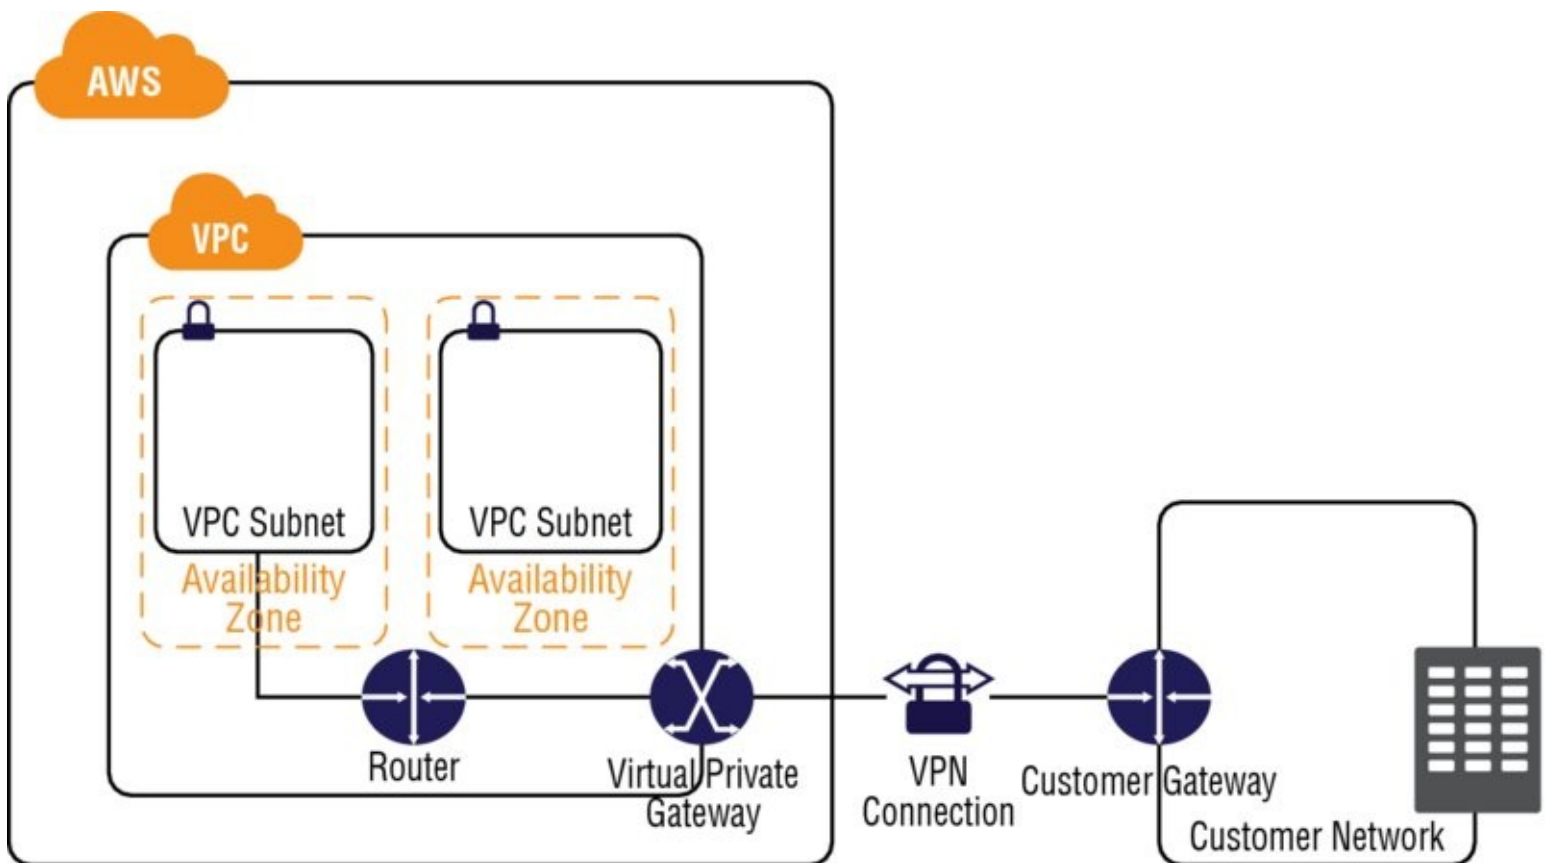 AWS
VPC
VPC Subnet
Availability
Zone
VPC Subnet
Availability
Zone
Router
Virtual Private
Gateway
VPN
Connection
Customer Gateway
Customer Network